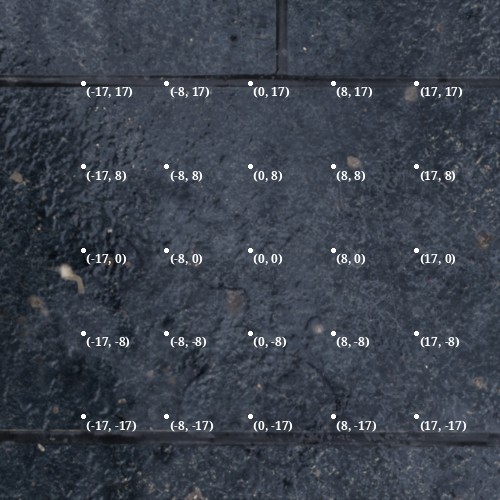 (-17, 17) (-8, 17) (0, 17) (8, 17) (17, 17)
(-17, 8) (-8, 8) (0, 8) (8, 8) (17, 8)
(-17, 0) (-8, 0) (0, 0) (8, 0) (17, 0)
(-17, -8) (-8, -8) (0, -8) (8, -8) (17, -8)
(-17, -17) (-8, -17) (0, -17) (8, -17) (17, -17)